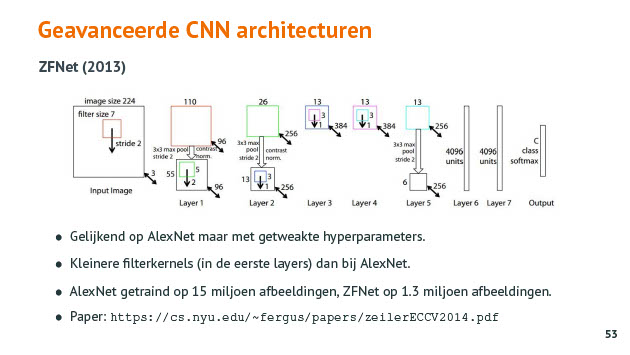 Geavanceerde CNN architecturen
ZFNet (2013)
image size 224
110
26
13
13
13
filter size 7
stride 2
3
96
256
3
1
384
3
1
384
256
3x3 max pool
stride 2
contrast
norm.
3x3 max
pool
stride 2
contrast
norm.
3x3 max
pool
stride 2
55
5
2
96
13
3
1
256
6
256
4096
units
4096
units
C
class
softmax
Input Image
Layer 1
Layer 2
Layer 3
Layer 4
Layer 5
Layer 6
Layer 7
Output
• Gelijkend op AlexNet maar met getweakte hyperparameters.
• Kleinere filterkernels (in de eerste layers) dan bij AlexNet.
• AlexNet getraind op 15 miljoen afbeeldingen, ZFNet op 1.3 miljoen afbeeldingen.
• Paper: https://cs.nyu.edu/~fergus/papers/zeilerECCV2014.pdf
53